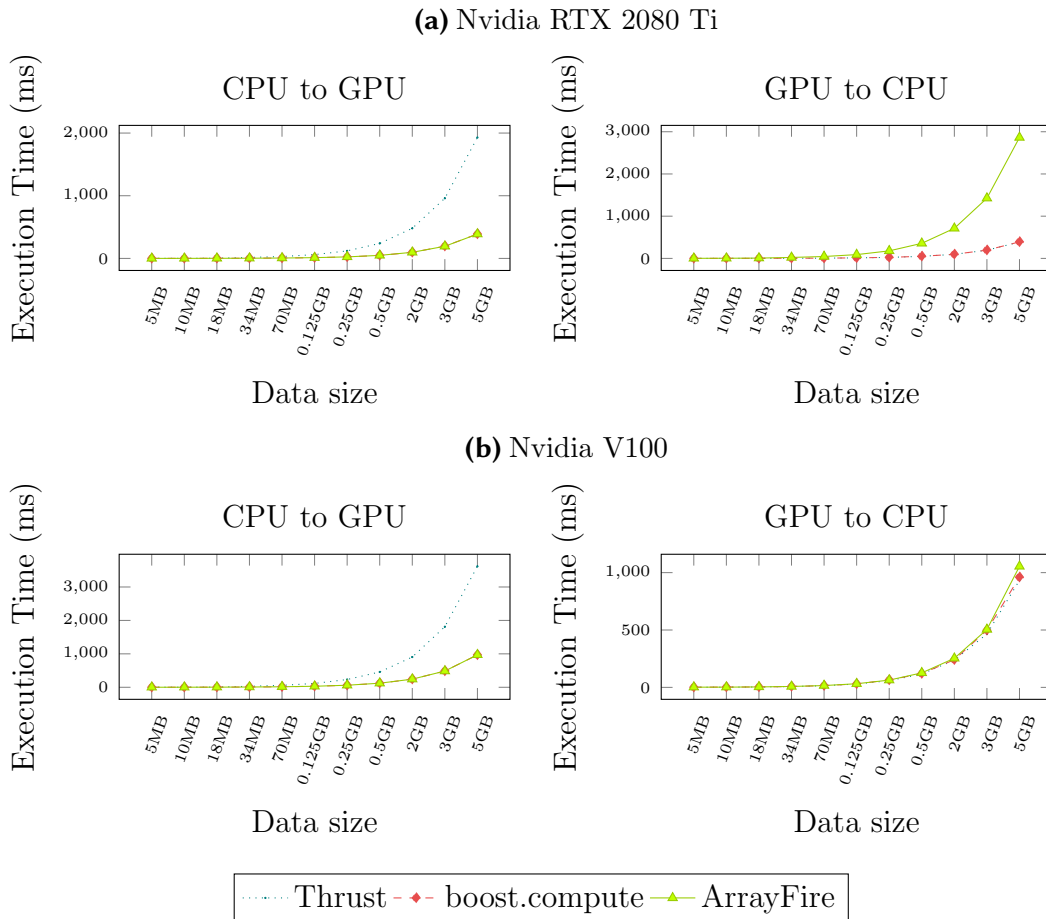 (a) Nvidia RTX 2080 Ti
CPU to GPU
Execution Time (ms)
2,000
1,000
0
5MB
10MB
18MB
34MB
70MB
0.125GB
0.25GB
0.5GB
2GB
3GB
5GB
Data size
GPU to CPU
Execution Time (ms)
3,000
2,000
1,000
0
5MB
10MB
18MB
34MB
70MB
0.125GB
0.25GB
0.5GB
2GB
3GB
5GB
Data size
(b) Nvidia V100
CPU to GPU
Execution Time (ms)
3,000
2,000
1,000
0
5MB
10MB
18MB
34MB
70MB
0.125GB
0.25GB
0.5GB
2GB
3GB
5GB
Data size
GPU to CPU
Execution Time (ms)
1,000
500
0
5MB
10MB
18MB
34MB
70MB
0.125GB
0.25GB
0.5GB
2GB
3GB
5GB
Data size
Thrust boost.compute ArrayFire